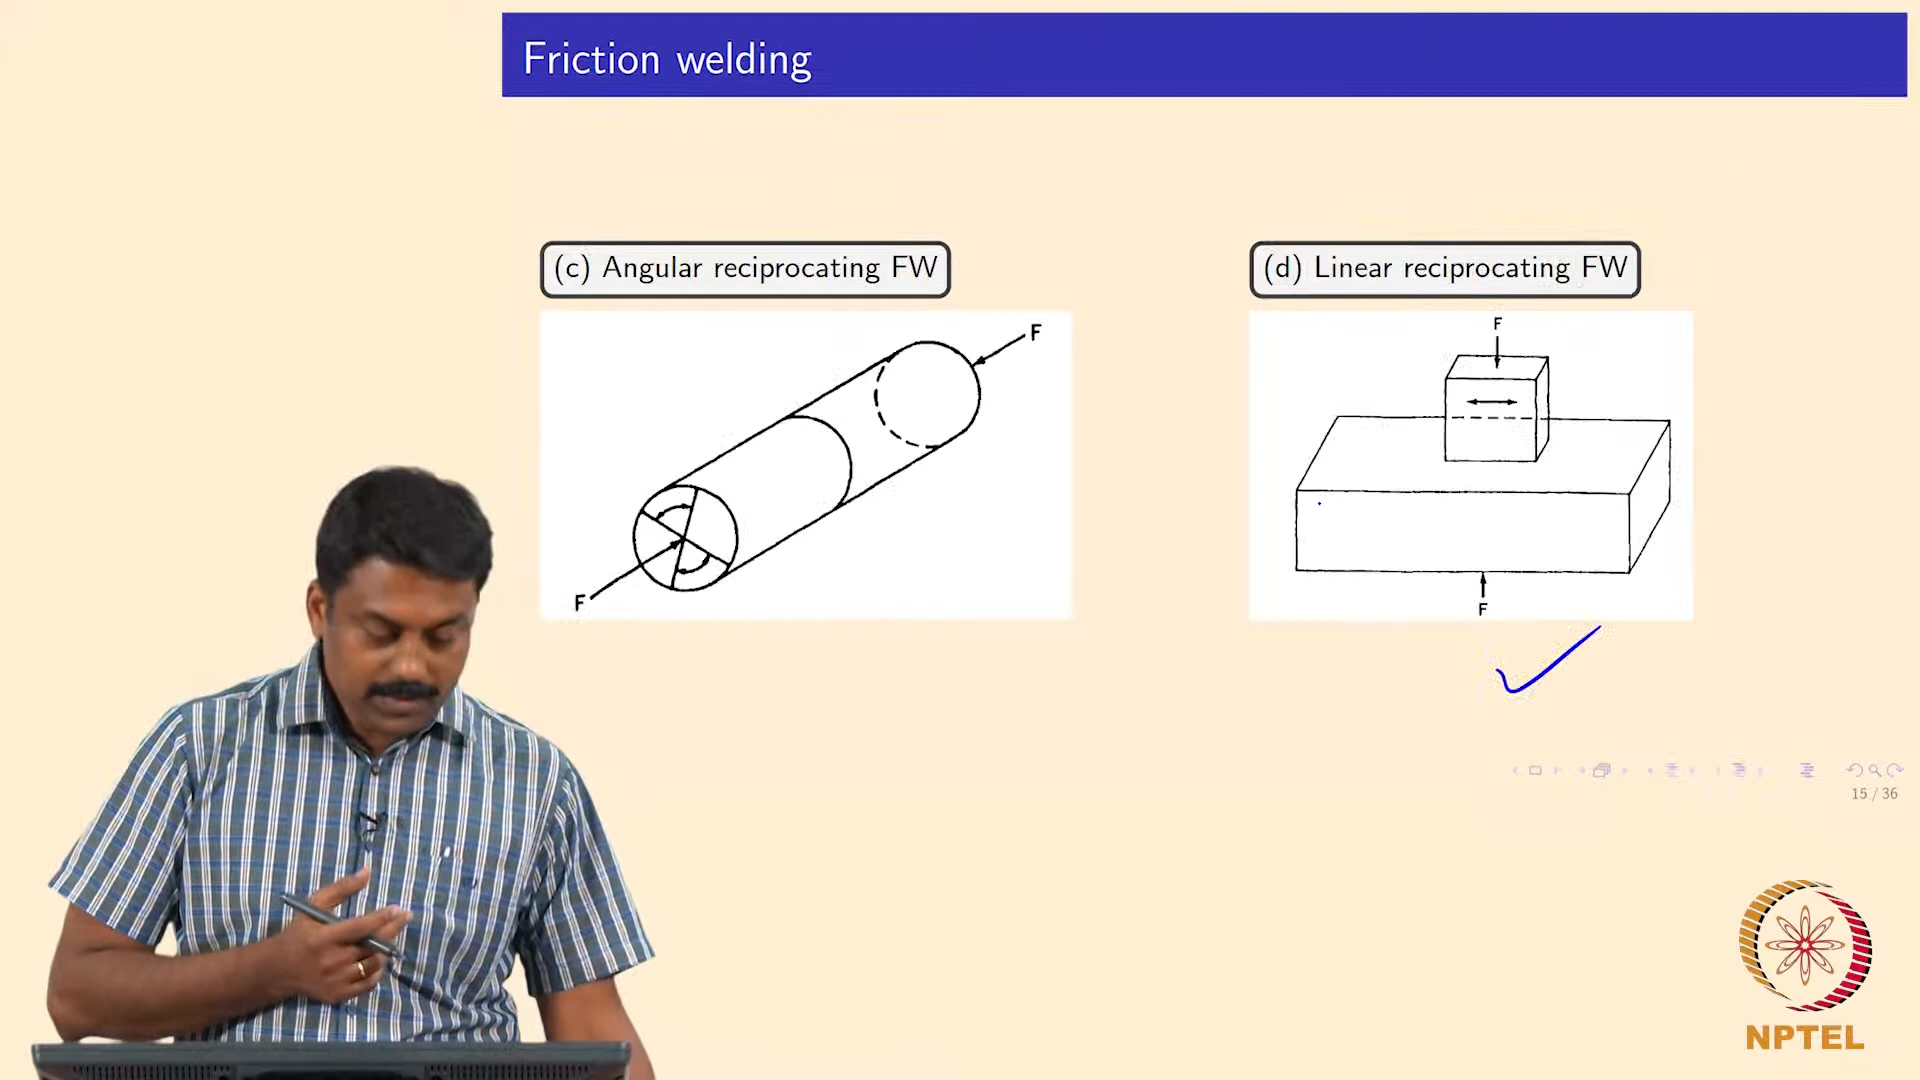 Friction welding
(c) Angular reciprocating FW
(d) Linear reciprocating FW
F
F
F
F
15 / 36
NPTEL